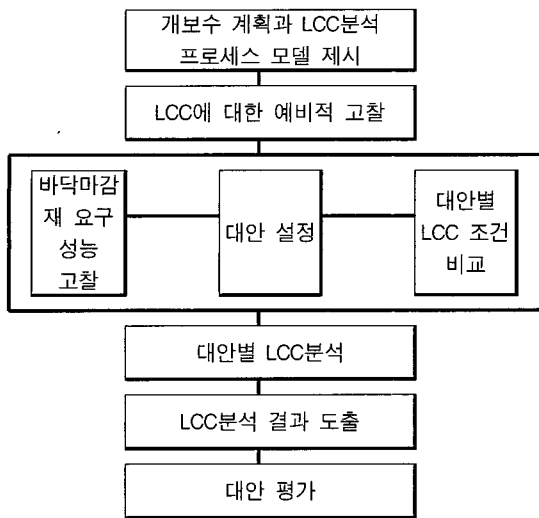 개보수 계획과 LCC분석
프로세스 모델 제시
LCC에 대한 예비적 고찰
바닥마감
재 요구
성능
고찰
대안 설정
대안별
LCC 조건
비교
대안별 LCC분석
LCC분석 결과 도출
대안 평가